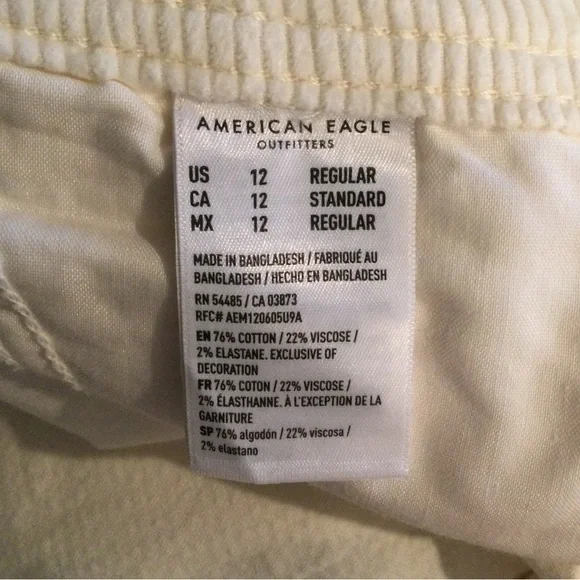 AMERICAN EAGLE
OUTFITTERS
US 12 REGULAR
CA 12 STANDARD
MX 12 REGULAR
MADE IN BANGLADESH / FABRIQUÉ AU
BANGLADESH / HECHO EN BANGLADESH
RN 54485 / CA 03873
RFC# AEM120605U9A
EN 76% COTTON / 22% VISCOSE /
2% ELASTANE. EXCLUSIVE OF
DECORATION
FR 76% COTON / 22% VISCOSE /
2% ÉLASTHANNE. À L'EXCEPTION DE LA
GARNITURE
SP 76% algodón / 22% viscosa /
2% elastano